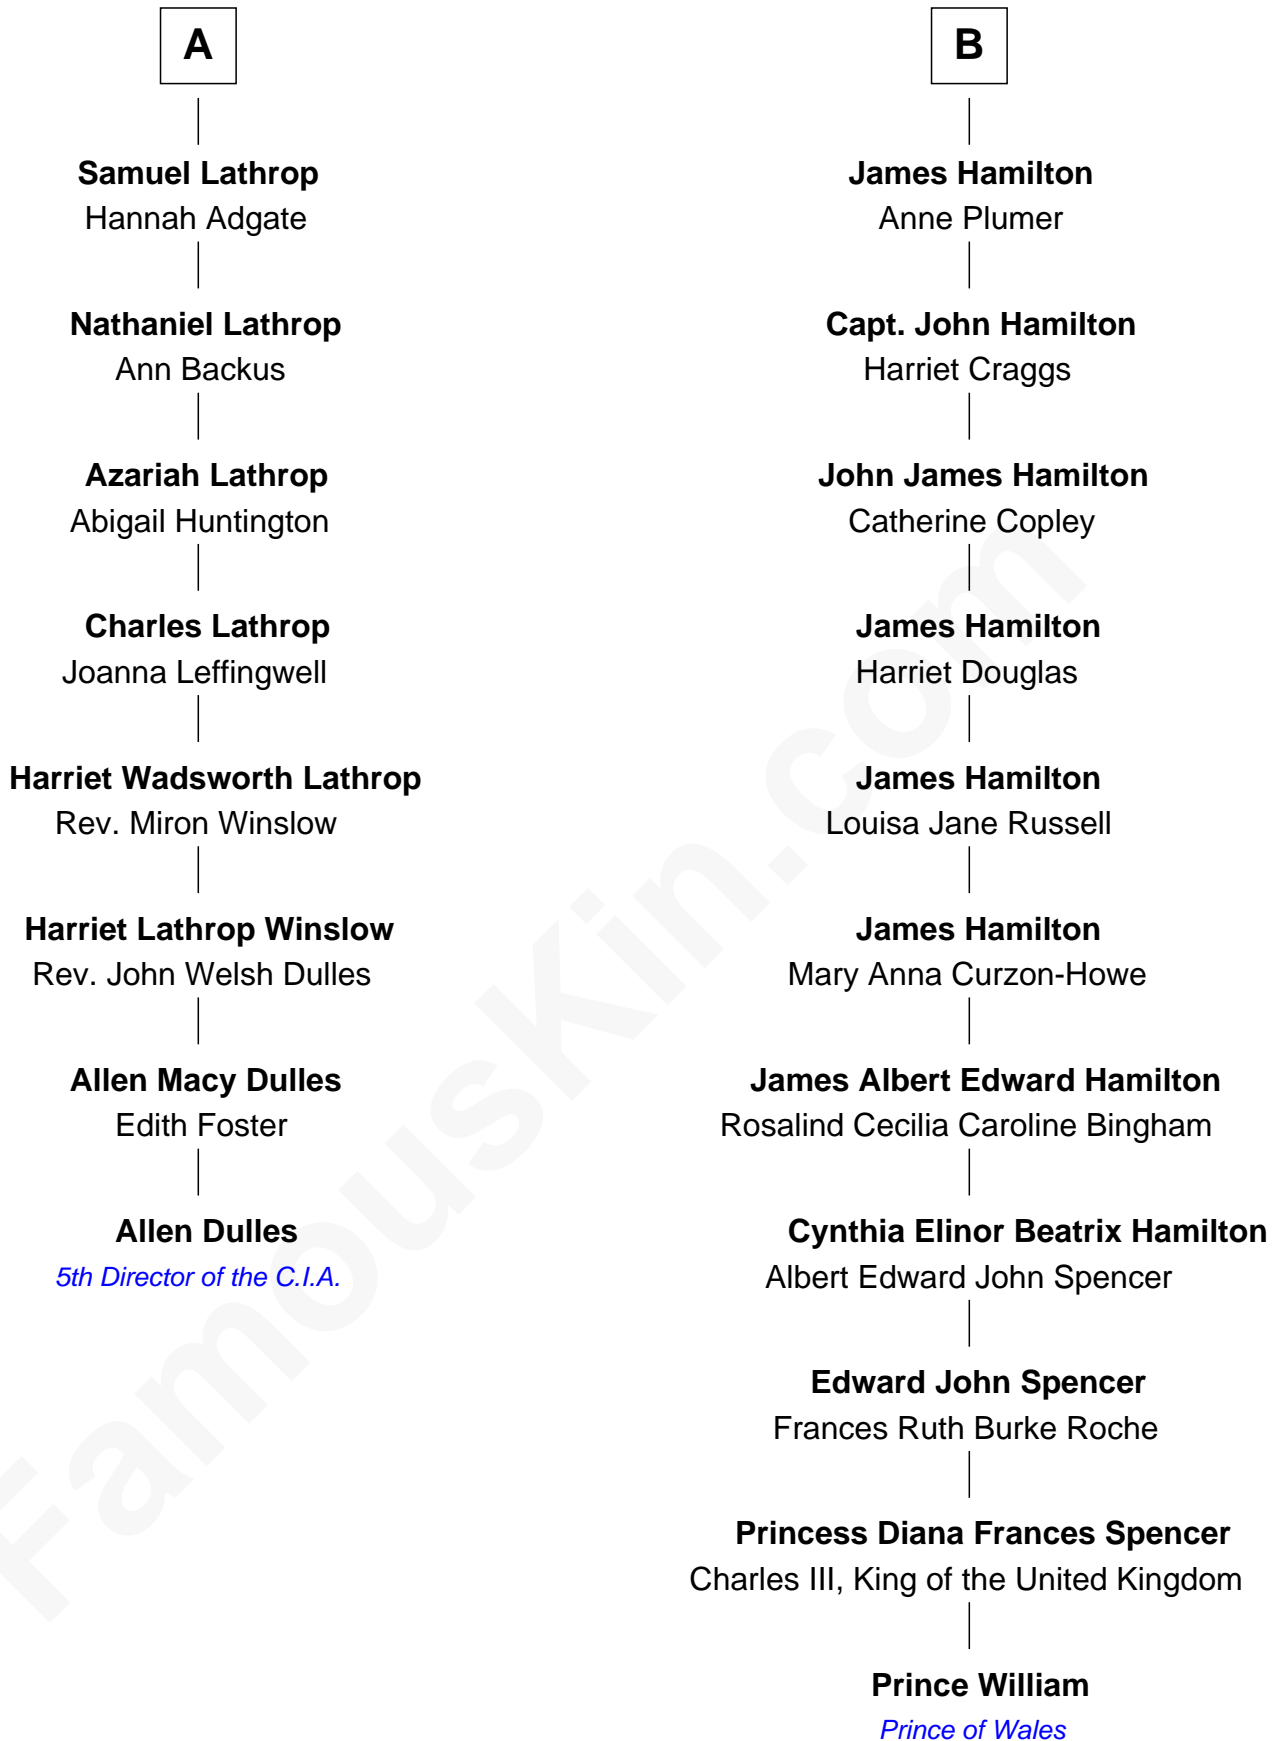 A
Samuel Lathrop
Hannah Adgate
Nathaniel Lathrop
Ann Backus
Azariah Lathrop
Abigail Huntington
Charles Lathrop
Joanna Leffingwell
Harriet Wadsworth Lathrop
Rev. Miron Winslow
Harriet Lathrop Winslow
Rev. John Welsh Dulles
Allen Macy Dulles
Edith Foster
Allen Dulles
5th Director of the C.I.A.
B
James Hamilton
Anne Plumer
Capt. John Hamilton
Harriet Craggs
John James Hamilton
Catherine Copley
James Hamilton
Harriet Douglas
James Hamilton
Louisa Jane Russell
James Hamilton
Mary Anna Curzon-Howe
James Albert Edward Hamilton
Rosalind Cecilia Caroline Bingham
Cynthia Elinor Beatrix Hamilton
Albert Edward John Spencer
Edward John Spencer
Frances Ruth Burke Roche
Princess Diana Frances Spencer
Charles III, King of the United Kingdom
Prince William
Prince of Wales
FamousKin.com